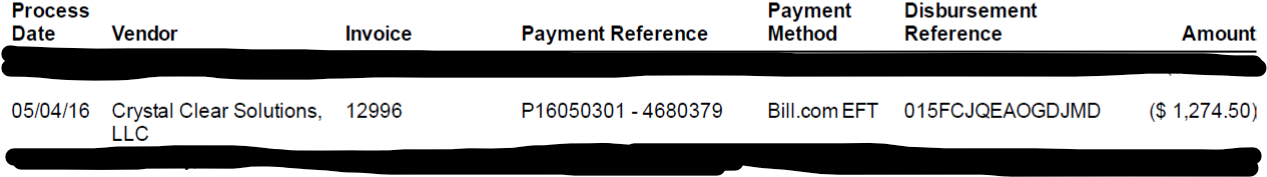 Process Payment Disbursement
Date Vendor Invoice Payment Reference Method Reference Amount
05/04/16 Crystal Clear Solutions, 12996 P16050301 - 4680379 Bill.com EFT 015FCJQEAOGDJMD ($ 1,274.50)
LLC